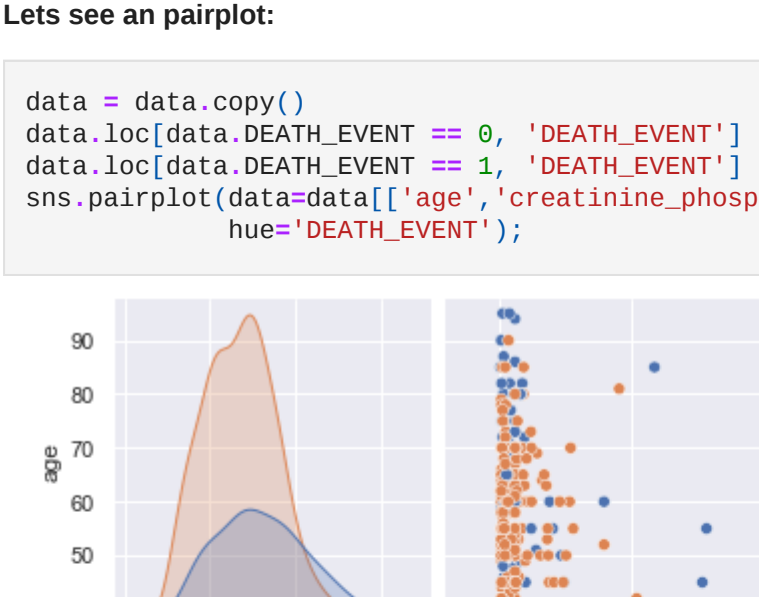 Lets see an pairplot:
data = data.copy()
data.loc[data.DEATH_EVENT == 0, 'DEATH_EVENT']
data.loc[data.DEATH_EVENT == 1, 'DEATH_EVENT']
sns.pairplot(data=data[['age','creatinine_phosp
hue='DEATH_EVENT');
90
80
70
60
50
age